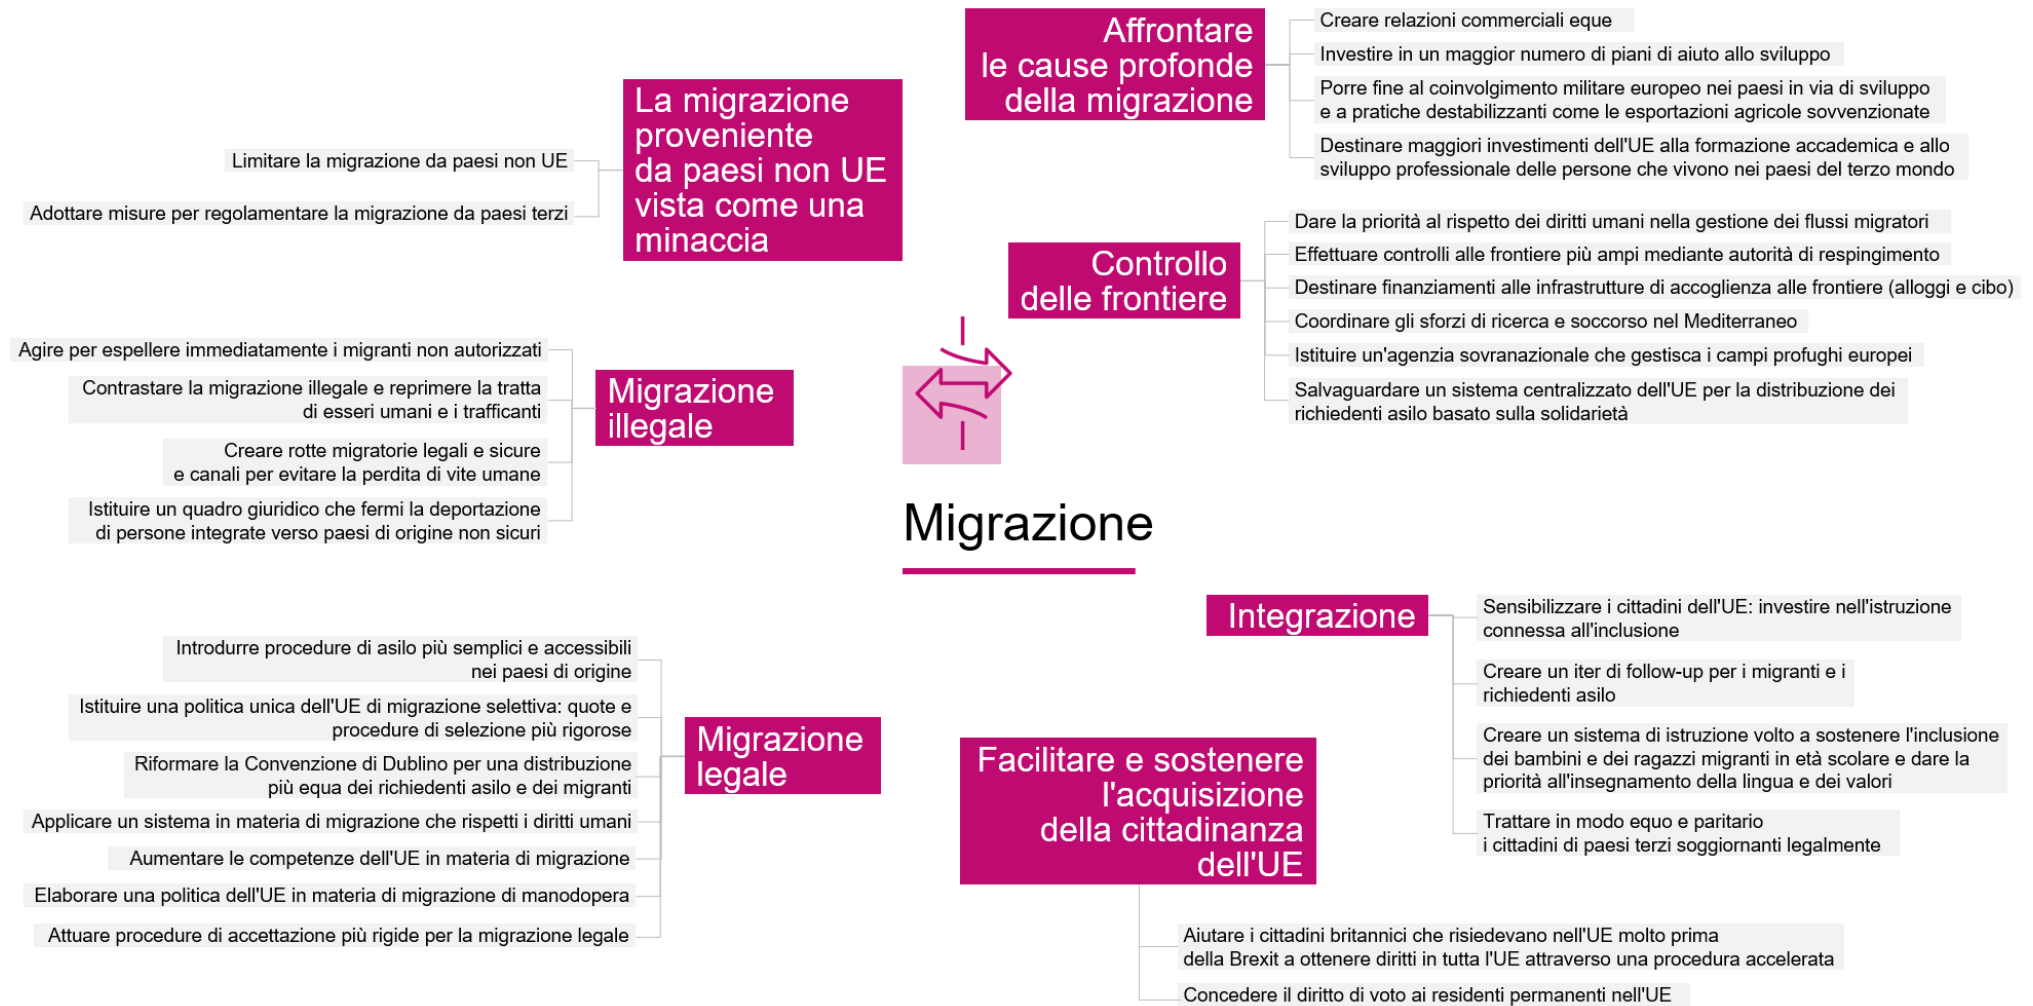 Affrontare
le cause profonde
della migrazione
Creare relazioni commerciali eque
Investire in un maggior numero di piani di aiuto allo sviluppo
Porre fine al coinvolgimento militare europeo nei paesi in via di sviluppo
e a pratiche destabilizzanti come le esportazioni agricole sovvenzionate
Destinare maggiori investimenti dell'UE alla formazione accademica e allo
sviluppo professionale delle persone che vivono nei paesi del terzo mondo
La migrazione
proveniente
da paesi non UE
vista come una
minaccia
Limitare la migrazione da paesi non UE
Adottare misure per regolamentare la migrazione da paesi terzi
Controllo
delle frontiere
Dare la priorità al rispetto dei diritti umani nella gestione dei flussi migratori
Effettuare controlli alle frontiere più ampi mediante autorità di respingimento
Destinare finanziamenti alle infrastrutture di accoglienza alle frontiere (alloggi e cibo)
Coordinare gli sforzi di ricerca e soccorso nel Mediterraneo
Istituire un'agenzia sovranazionale che gestisca i campi profughi europei
Salvaguardare un sistema centralizzato dell'UE per la distribuzione dei
richiedenti asilo basato sulla solidarietà
Migrazione
illegale
Agire per espellere immediatamente i migranti non autorizzati
Contrastare la migrazione illegale e reprimere la tratta
di esseri umani e i trafficanti
Creare rotte migratorie legali e sicure
e canali per evitare la perdita di vite umane
Istituire un quadro giuridico che fermi la deportazione
di persone integrate verso paesi di origine non sicuri
Migrazione
Integrazione
Sensibilizzare i cittadini dell'UE: investire nell'istruzione
connessa all'inclusione
Creare un iter di follow-up per i migranti e i
richiedenti asilo
Creare un sistema di istruzione volto a sostenere l'inclusione
dei bambini e dei ragazzi migranti in età scolare e dare la
priorità all'insegnamento della lingua e dei valori
Trattare in modo equo e paritario
i cittadini di paesi terzi soggiornanti legalmente
Migrazione
legale
Introdurre procedure di asilo più semplici e accessibili
nei paesi di origine
Istituire una politica unica dell'UE di migrazione selettiva: quote e
procedure di selezione più rigorose
Riformare la Convenzione di Dublino per una distribuzione
più equa dei richiedenti asilo e dei migranti
Applicare un sistema in materia di migrazione che rispetti i diritti umani
Aumentare le competenze dell'UE in materia di migrazione
Elaborare una politica dell'UE in materia di migrazione di manodopera
Attuare procedure di accettazione più rigide per la migrazione legale
Facilitare e sostenere
l'acquisizione
della cittadinanza
dell'UE
Aiutare i cittadini britannici che risiedevano nell'UE molto prima
della Brexit a ottenere diritti in tutta l'UE attraverso una procedura accelerata
Concedere il diritto di voto ai residenti permanenti nell'UE